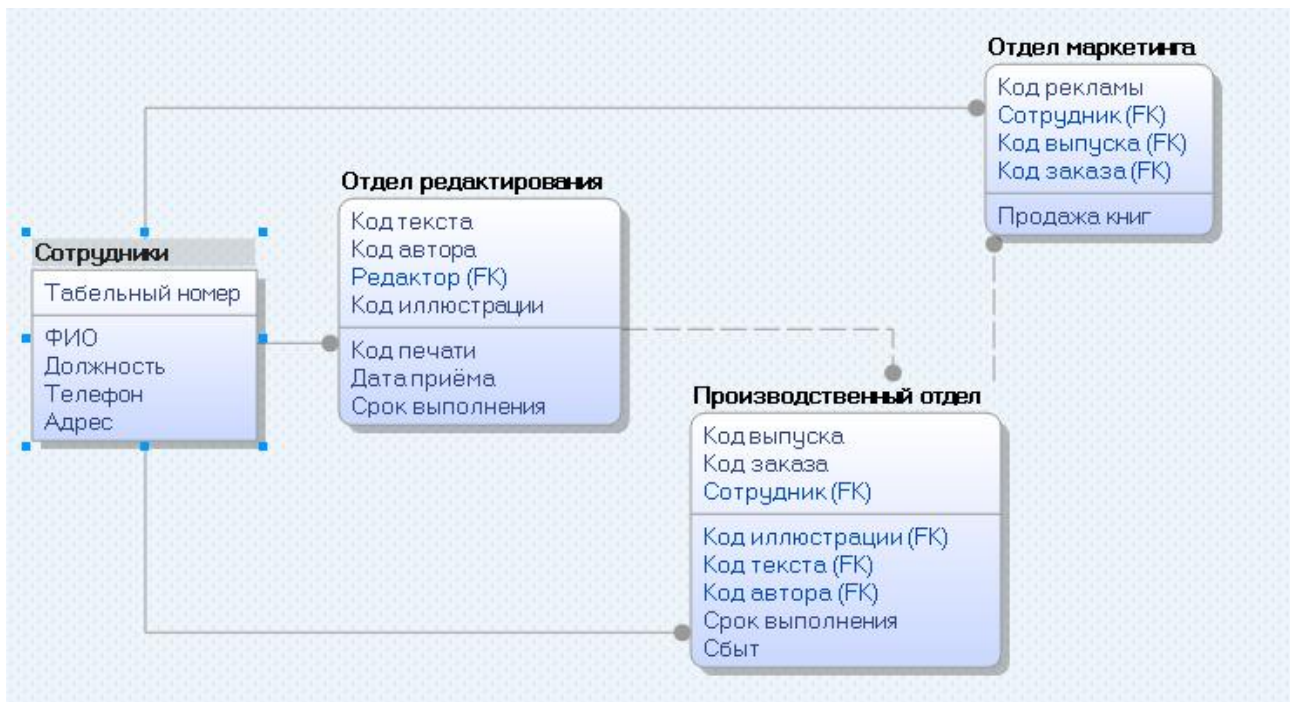 Отдел маркетинга
Код рекламы
Сотрудник (FK)
Код выпуска (FK)
Код заказа (FK)
Продажа книг
Отдел редактирования
Код текста
Код автора
Редактор (FK)
Код иллюстрации
Код печати
Дата приёма
Срок выполнения
Сотрудники
Табельный номер
ФИО
Должность
Телефон
Адрес
Производственный отдел
Код выпуска
Код заказа
Сотрудник (FK)
Код иллюстрации (FK)
Код текста (FK)
Код автора (FK)
Срок выполнения
Сбыт